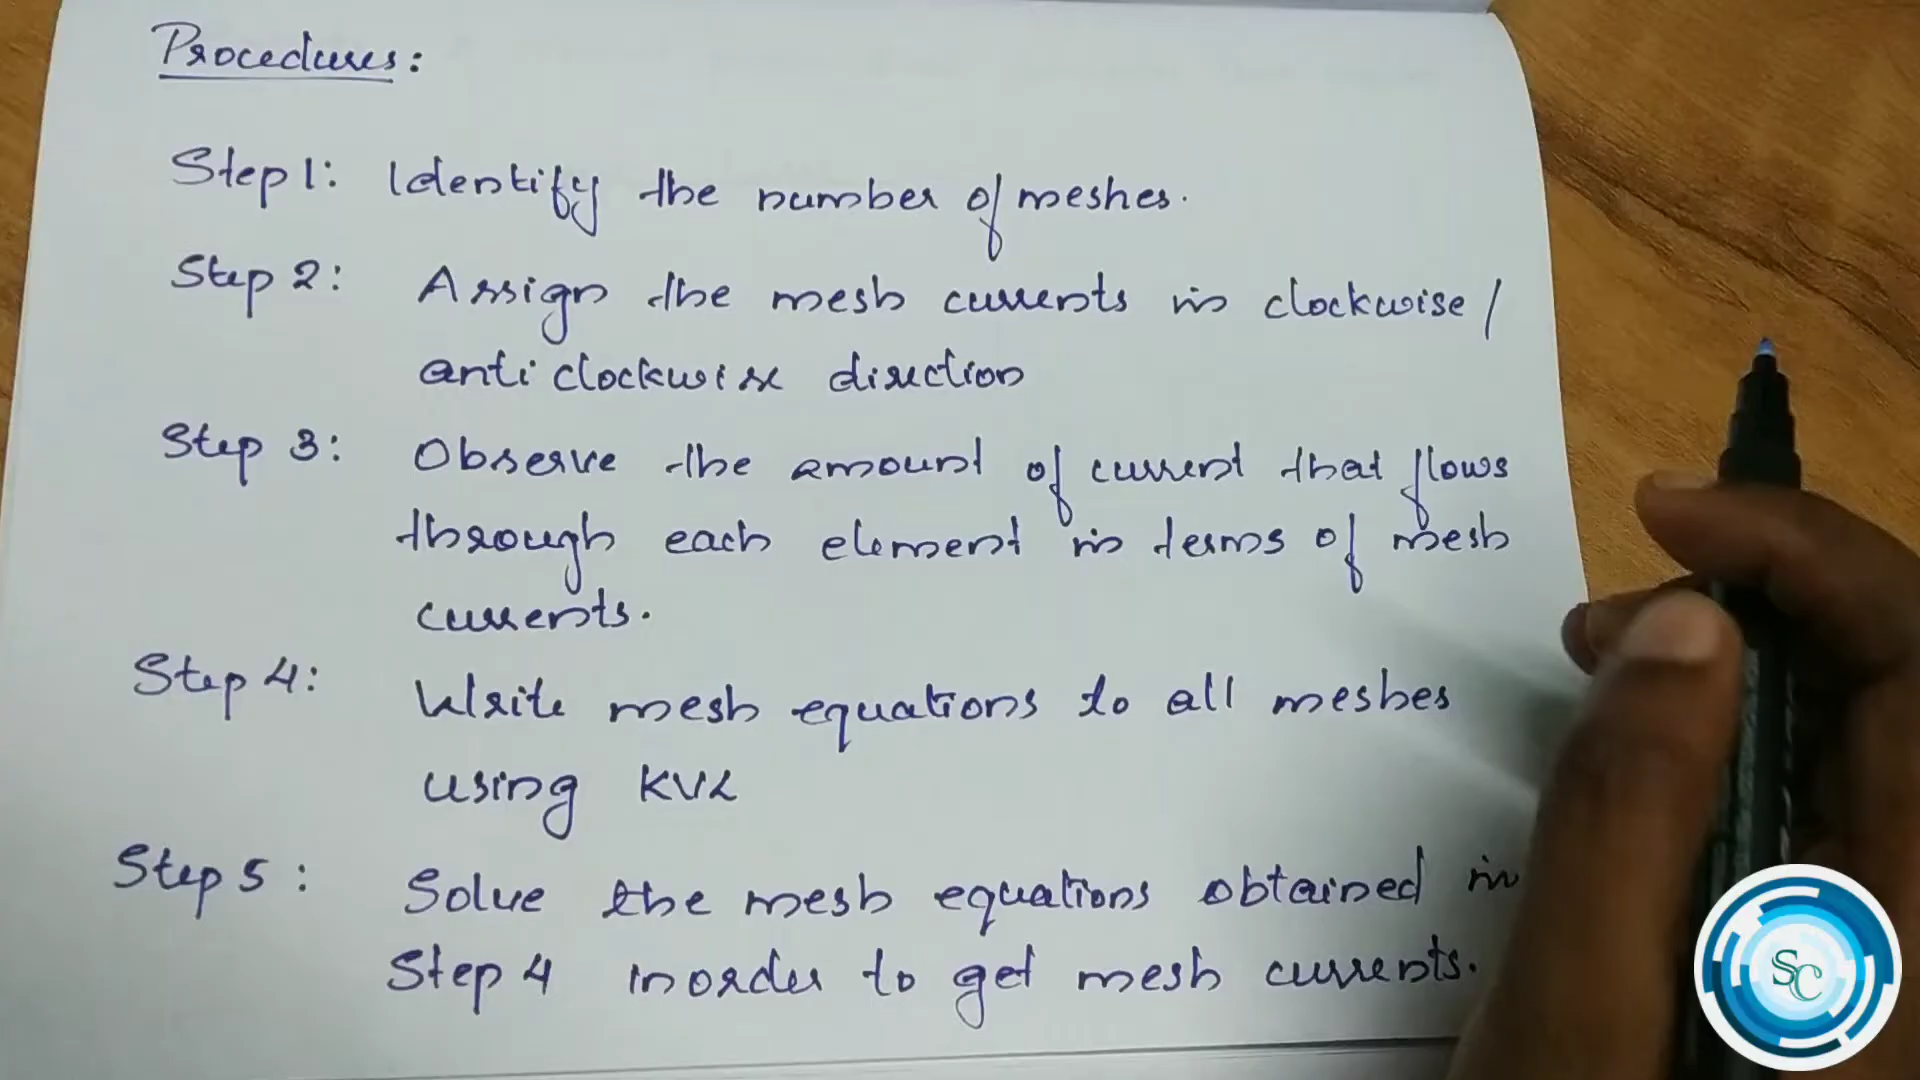 Procedures:
Step 1: Identify the number of meshes.
Step 2: Assign the mesh currents in clockwise /
anti clockwise direction
Step 3: Observe the amount of current that flows
through each element in terms of mesh
currents.
Step 4: Write mesh equations to all meshes
using KVL
Step 5: Solve the mesh equations obtained in
Step 4 inorder to get mesh currents.
SC